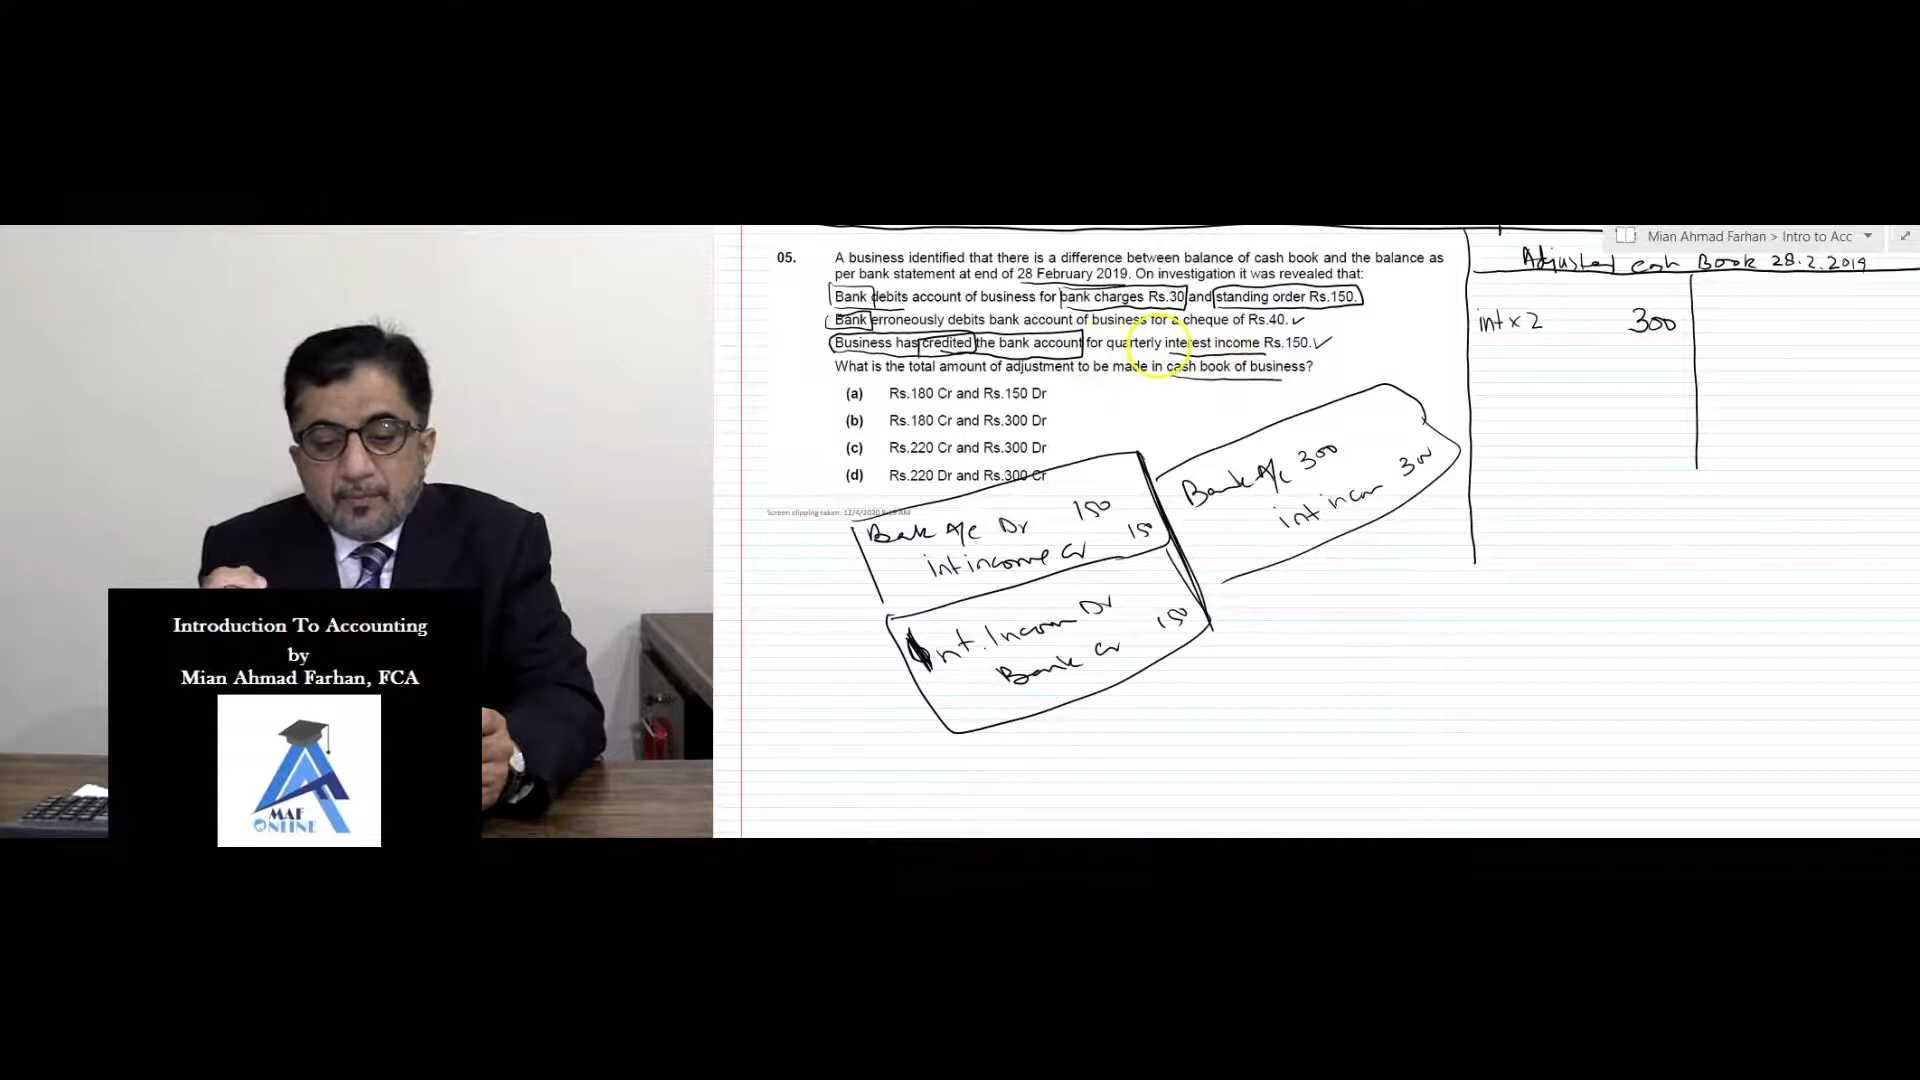 Mian Ahmad Farhan > Intro to Acc
Adjusted cash Book 28.2.2019
int x 2 300
05. A business identified that there is a difference between balance of cash book and the balance as
per bank statement at end of 28 February 2019. On investigation it was revealed that:
Bank debits account of business for bank charges Rs.30 and standing order Rs.150.
Bank erroneously debits bank account of business for a cheque of Rs.40.
Business has credited the bank account for quarterly interest income Rs.150.
What is the total amount of adjustment to be made in cash book of business?
(a) Rs.180 Cr and Rs.150 Dr
(b) Rs.180 Cr and Rs.300 Dr
(c) Rs.220 Cr and Rs.300 Dr
(d) Rs.220 Dr and Rs.300 Cr
Screen clipping taken: 12/4/2020 AM
Bank A/c Dr 150
int income Cr 150
Int. Income Dr
Bank Cr 150
Bank A/c 300
int incom 300
Introduction To Accounting
by
Mian Ahmad Farhan, FCA
MAF
ONLINE